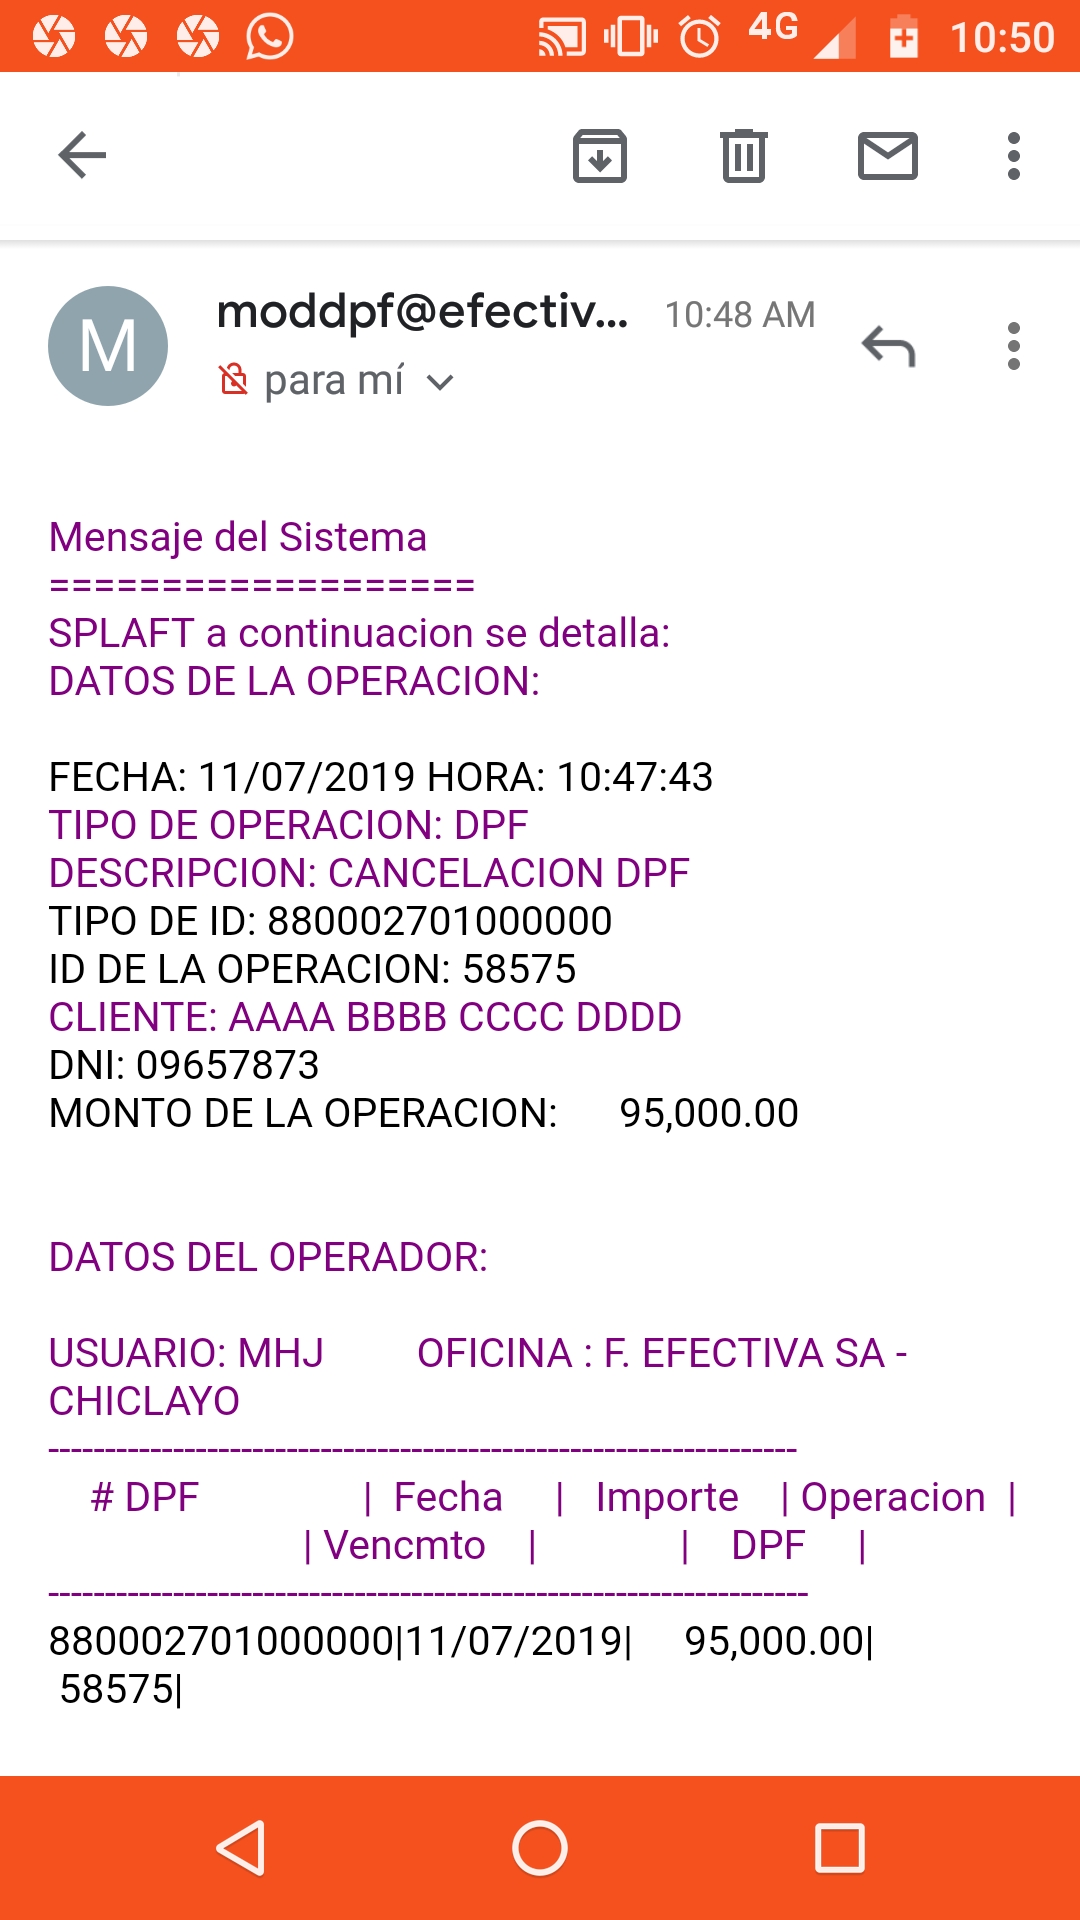 4G 10:50
moddpf@efectiv... 10:48 AM
M
para mí
Mensaje del Sistema
===================
SPLAFT a continuacion se detalla:
DATOS DE LA OPERACION:
FECHA: 11/07/2019 HORA: 10:47:43
TIPO DE OPERACION: DPF
DESCRIPCION: CANCELACION DPF
TIPO DE ID: 880002701000000
ID DE LA OPERACION: 58575
CLIENTE: AAAA BBBB CCCC DDDD
DNI: 09657873
MONTO DE LA OPERACION: 95,000.00
DATOS DEL OPERADOR:
USUARIO: MHJ OFICINA : F. EFECTIVA SA -
CHICLAYO
--------------------------------------------------------------------
# DPF | Fecha | Importe | Operacion |
| Vencmto | | DPF |
---------------------------------------------------------------------
880002701000000|11/07/2019| 95,000.00|
58575|